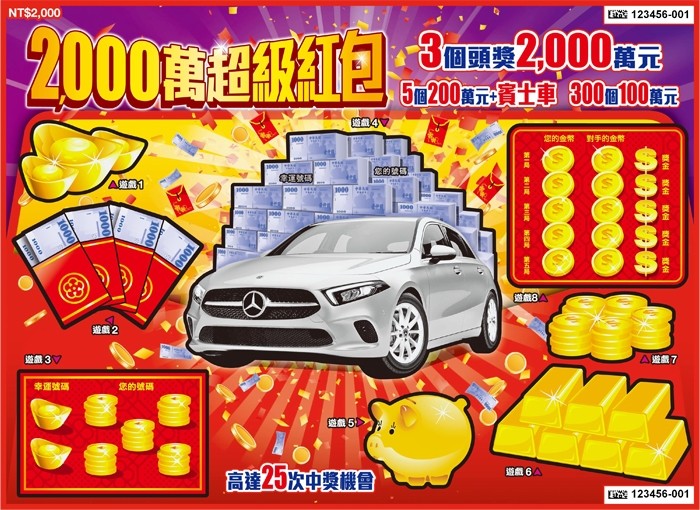 NT$2,000
123456-001
2,000萬超級紅包
3個頭獎2,000萬元
5個200萬元+賓士車 300個100萬元
遊戲4▼
幸運號碼 您的號碼
1000
▲遊戲1
1000 1000 1000 1000
遊戲2▲
您的金幣 對手的金幣
第一局 獎金
第二局 獎金
第三局 獎金
第四局 獎金
第五局 獎金
遊戲8▲
▲遊戲7
遊戲3▼
幸運號碼 您的號碼
遊戲5▶
遊戲6▲
高達25次中獎機會
123456-001